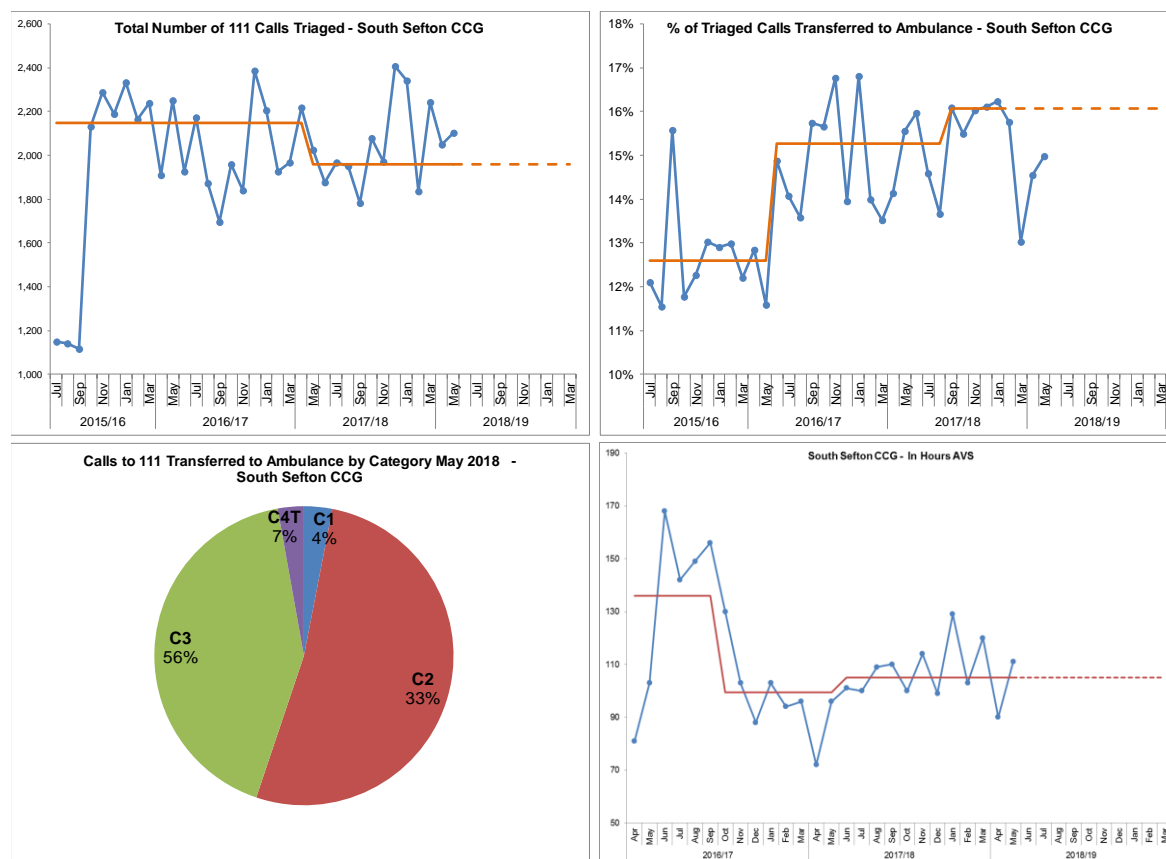 Total Number of 111 Calls Triaged - South Sefton CCG
2,600
2,400
2,200
2,000
1,800
1,600
1,400
1,200
1,000
Jul Sep Nov Jan Mar May Jul Sep Nov Jan Mar May Jul Sep Nov Jan Mar May Jul Sep Nov Jan Mar
2015/16 2016/17 2017/18 2018/19
% of Triaged Calls Transferred to Ambulance - South Sefton CCG
18%
17%
16%
15%
14%
13%
12%
11%
10%
Jul Sep Nov Jan Mar May Jul Sep Nov Jan Mar May Jul Sep Nov Jan Mar May Jul Sep Nov Jan Mar
2015/16 2016/17 2017/18 2018/19
Calls to 111 Transferred to Ambulance by Category May 2018 -
South Sefton CCG
C4T
7%
C1
4%
C3
56%
C2
33%
South Sefton CCG - In Hours AVS
190
170
150
130
110
90
70
50
Apr May Jun Jul Aug Sep Oct Nov Dec Jan Feb Mar Apr May Jun Jul Aug Sep Oct Nov Dec Jan Feb Mar Apr May Jun Jul Aug Sep Oct Nov Dec Jan Feb Mar
2016/17 2017/18 2018/19